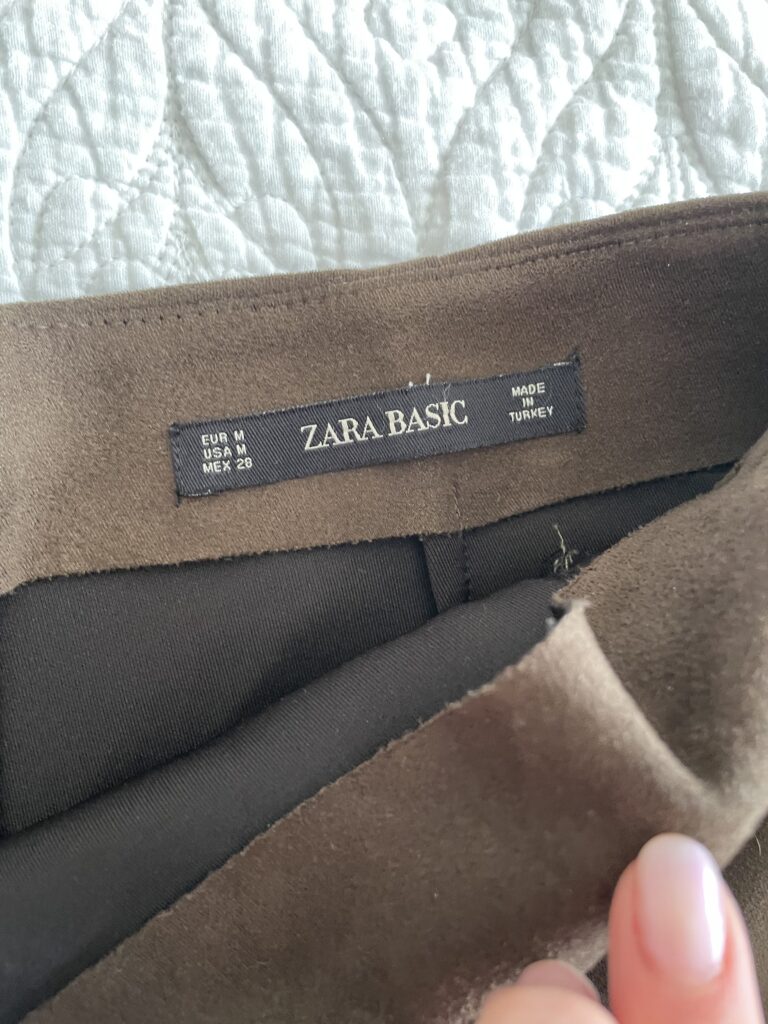 EUR M
USA M
MEX 28
ZARA BASIC
MADE
IN
TURKEY